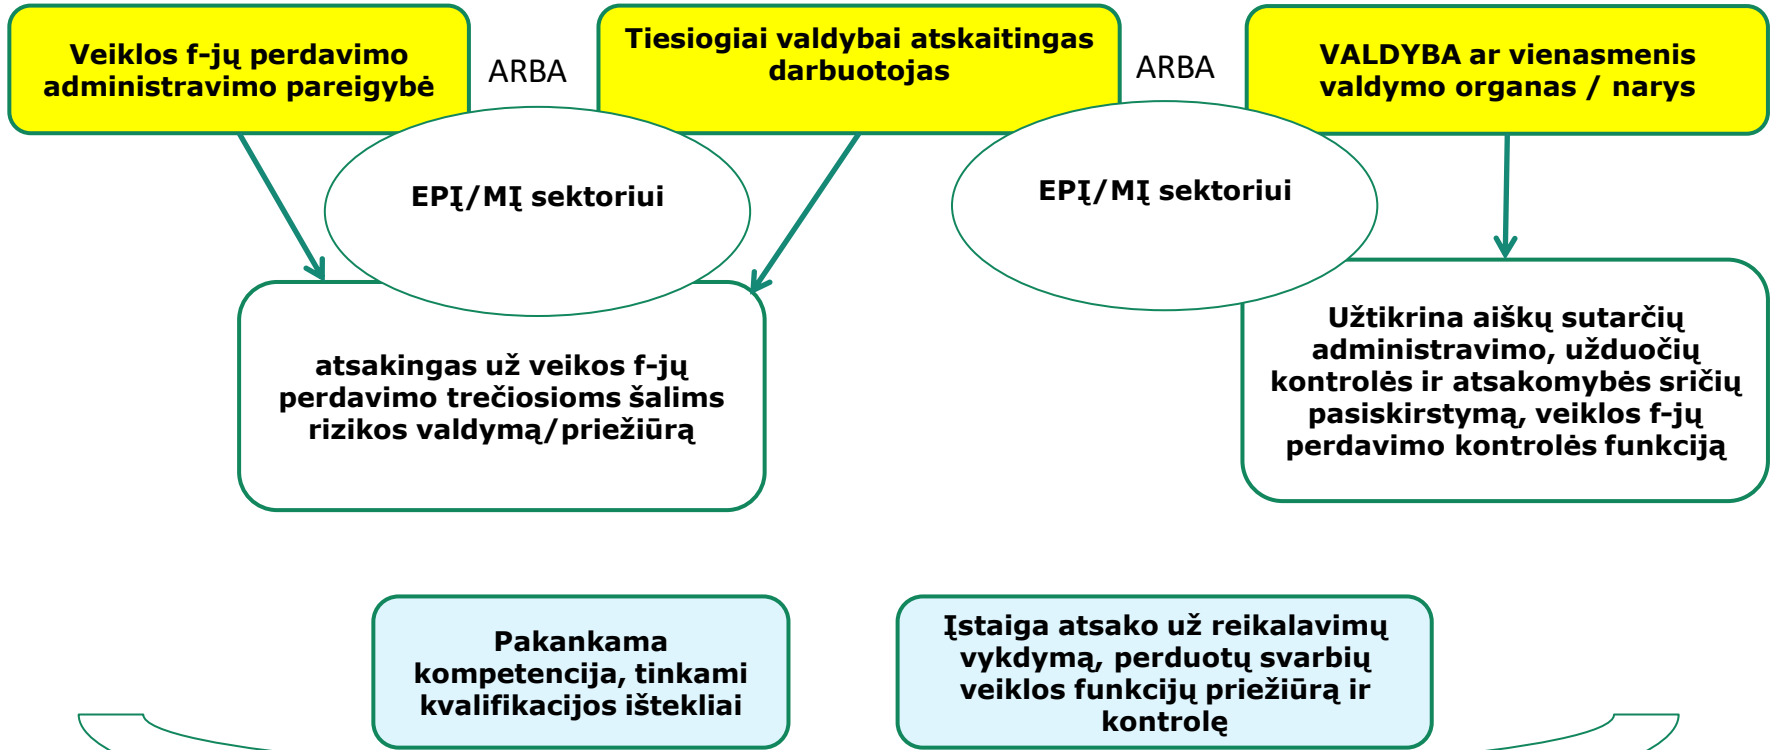 Veiklos f-jų perdavimo
administravimo pareigybė
ARBA
Tiesiogiai valdybai atskaitingas
darbuotojas
ARBA
VALDYBA ar vienasmenis
valdymo organas / narys
EPĮ/MĮ sektoriui
EPĮ/MĮ sektoriui
atsakingas už veikos f-jų
perdavimo trečiosioms šalims
rizikos valdymą/priežiūrą
Užtikrina aiškų sutarčių
administravimo, užduočių
kontrolės ir atsakomybės sričių
pasiskirstymą, veiklos f-jų
perdavimo kontrolės funkciją
Pakankama
kompetencija, tinkami
kvalifikacijos ištekliai
Įstaiga atsako už reikalavimų
vykdymą, perduotų svarbių
veiklos funkcijų priežiūrą ir
kontrolę